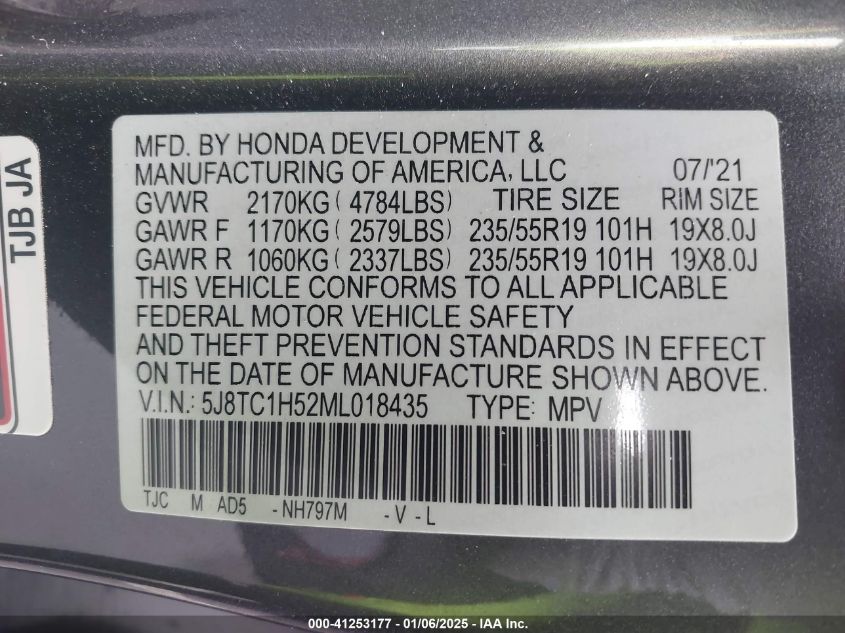 TJB JA
MFD. BY HONDA DEVELOPMENT &
MANUFACTURING OF AMERICA, LLC 07/'21
GVWR 2170KG ( 4784LBS) TIRE SIZE RIM SIZE
GAWR F 1170KG ( 2579LBS) 235/55R19 101H 19X8.0J
GAWR R 1060KG ( 2337LBS) 235/55R19 101H 19X8.0J
THIS VEHICLE CONFORMS TO ALL APPLICABLE
FEDERAL MOTOR VEHICLE SAFETY
AND THEFT PREVENTION STANDARDS IN EFFECT
ON THE DATE OF MANUFACTURE SHOWN ABOVE.
V.I.N.: 5J8TC1H52ML018435 TYPE: MPV
TJC M AD5 -NH797M -V-L
000-41253177 - 01/06/2025 - IAA Inc.